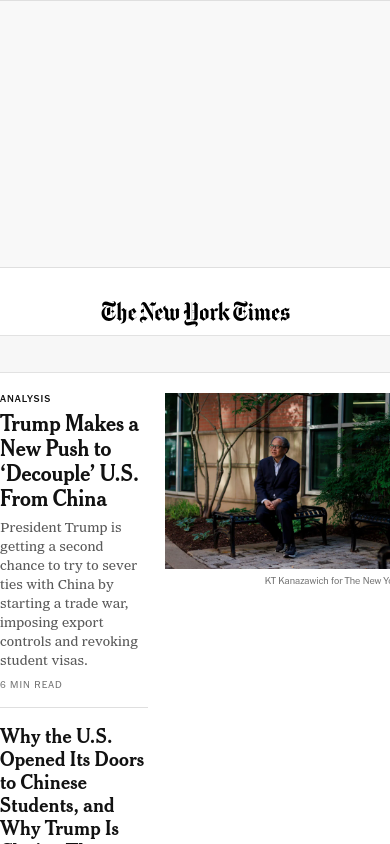 The New York Times
ANALYSIS
Trump Makes a
New Push to
‘Decouple’ U.S.
From China
President Trump is
getting a second
chance to try to sever
ties with China by
starting a trade war,
imposing export
controls and revoking
student visas.
6 MIN READ
KT Kanazawich for The New Yo
Why the U.S.
Opened Its Doors
to Chinese
Students, and
Why Trump Is